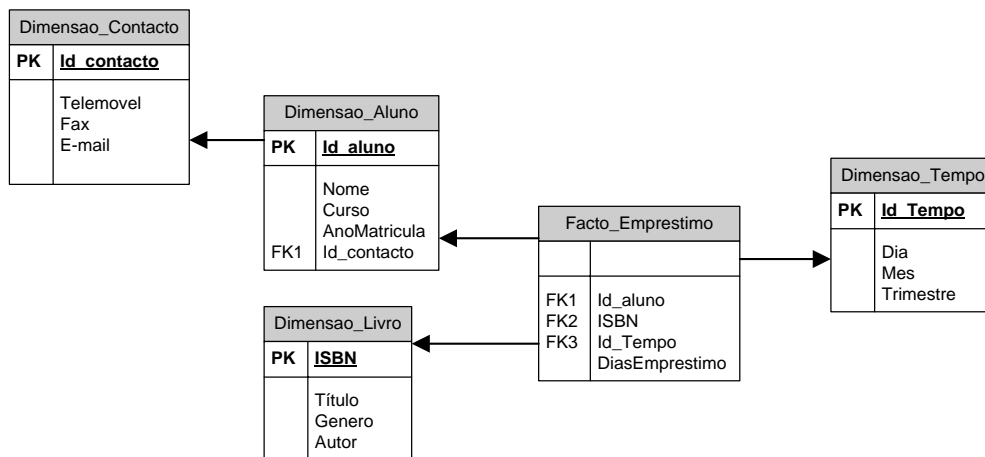 Dimensao_Contacto
PK Id_contacto
Telemovel
Fax
E-mail
Dimensao_Aluno
PK Id_aluno
Nome
Curso
AnoMatricula
FK1 Id_contacto
Dimensao_Livro
PK ISBN
Título
Genero
Autor
Facto_Emprestimo
FK1 Id_aluno
FK2 ISBN
FK3 Id_Tempo
DiasEmprestimo
Dimensao_Tempo
PK Id_Tempo
Dia
Mes
Trimestre